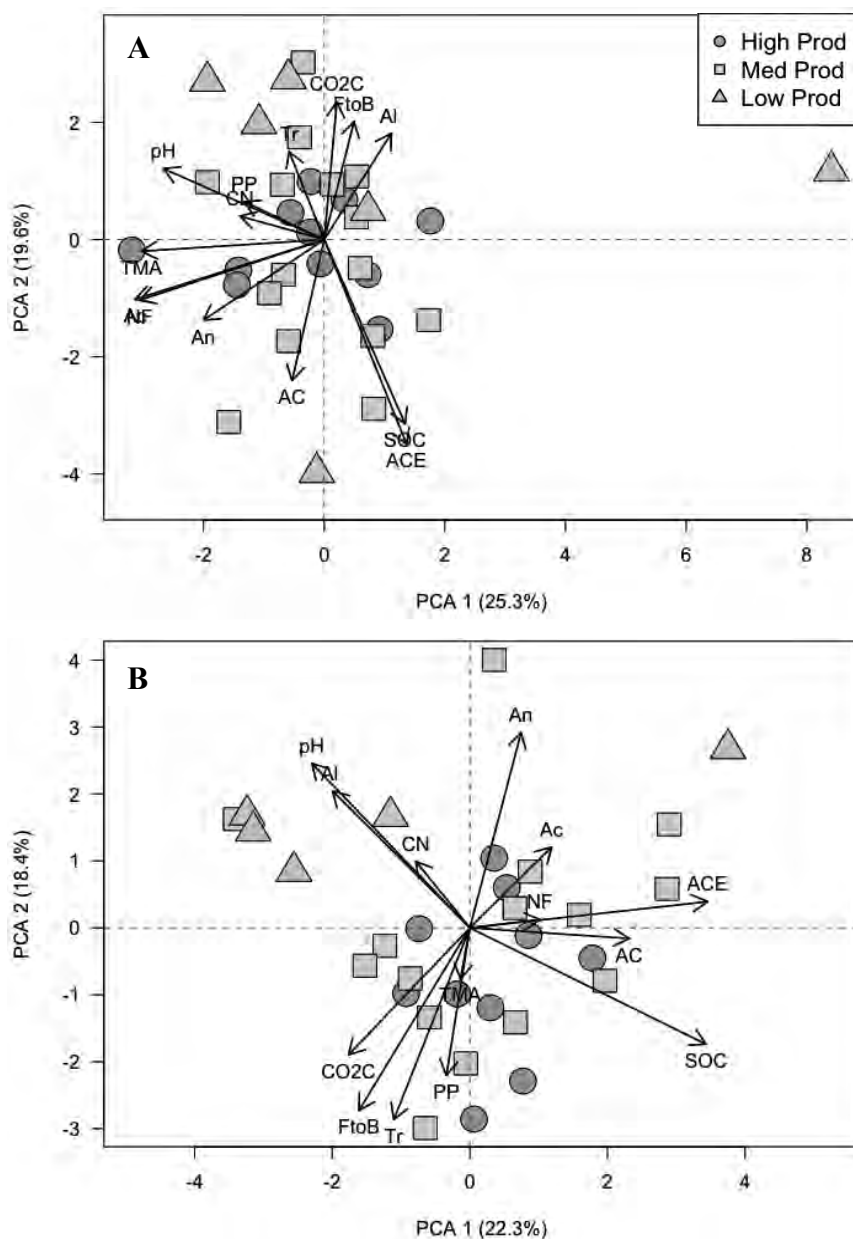 A
High Prod
Med Prod
Low Prod
CO2C
FtoB
Al
Tr
pH
PP
CN
TMA
NF
An
AC
SOC
ACE
2
0
-2
-4
PCA 2 (19.6%)
-2 0 2 4 6 8
PCA 1 (25.3%)
B
An
pH
Al
Ac
CN
ACE
NF
AC
TMA
SOC
CO2C
PP
FtoB
Tr
4
3
2
1
0
-1
-2
-3
PCA 2 (18.4%)
-4 -2 0 2 4
PCA 1 (22.3%)